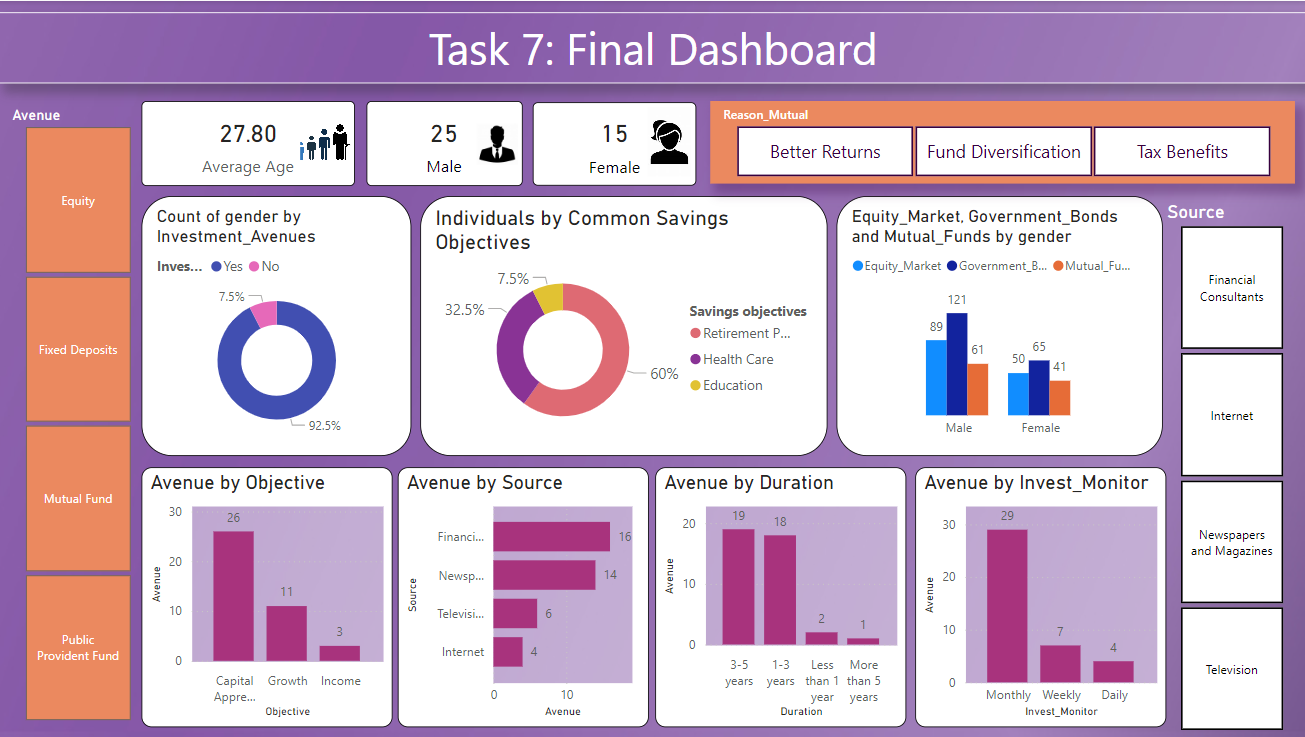 Task 7: Final Dashboard
Avenue
Equity
Fixed Deposits
Mutual Fund
Public
Provident Fund
27.80
Average Age
25
Male
15
Female
Reason_Mutual
Better Returns
Fund Diversification
Tax Benefits
Count of gender by
Investment_Avenues
Inves... Yes No
7.5%
92.5%
Individuals by Common Savings
Objectives
7.5%
32.5%
60%
Savings objectives
Retirement P...
Health Care
Education
Equity_Market, Government_Bonds
and Mutual_Funds by gender
Equity_Market Government_B... Mutual_Fu...
89 121 61 50 65 41
Male Female
Source
Financial
Consultants
Internet
Newspapers
and Magazines
Television
Avenue by Objective
30
20
10
0
Avenue
26 11 3
Capital
Appre...
Growth
Income
Objective
Avenue by Source
Source
Financi... 16
Newsp... 14
Televisi... 6
Internet 4
0 10
Avenue
Avenue by Duration
20
10
0
Avenue
19 18 2 1
3-5
years
1-3
years
Less
than 1
year
More
than 5
years
Duration
Avenue by Invest_Monitor
30
20
10
0
Avenue
29 7 4
Monthly Weekly Daily
Invest_Monitor